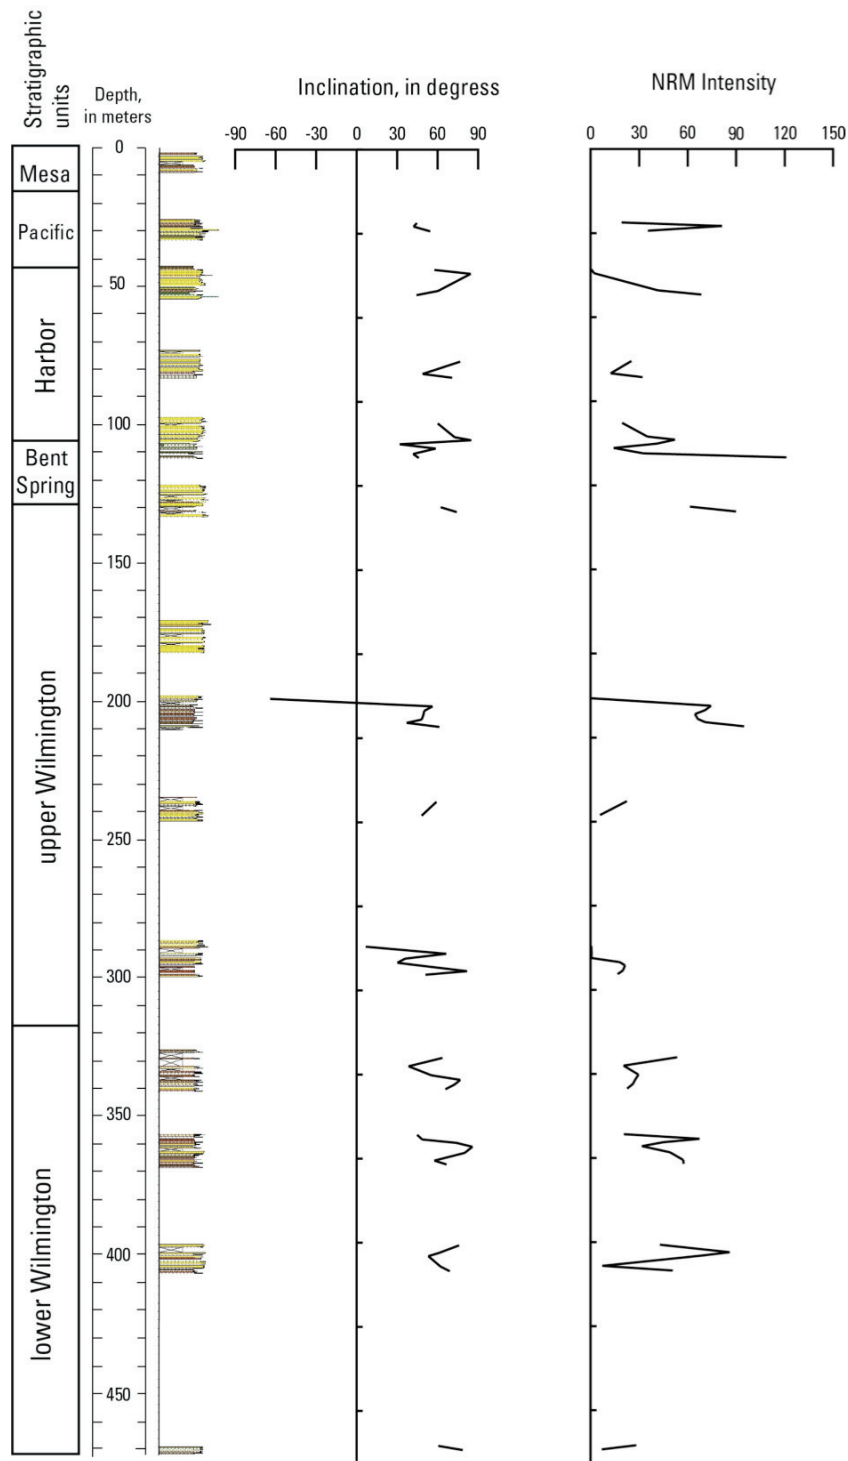 Stratigraphic
units
Depth,
in meters
Inclination, in degress
NRM Intensity
-90 -60 -30 0 30 60 90
0 30 60 90 120 150
0
Mesa
Pacific
50
Harbor
100
Bent
Spring
150
upper Wilmington
200
250
300
lower Wilmington
350
400
450